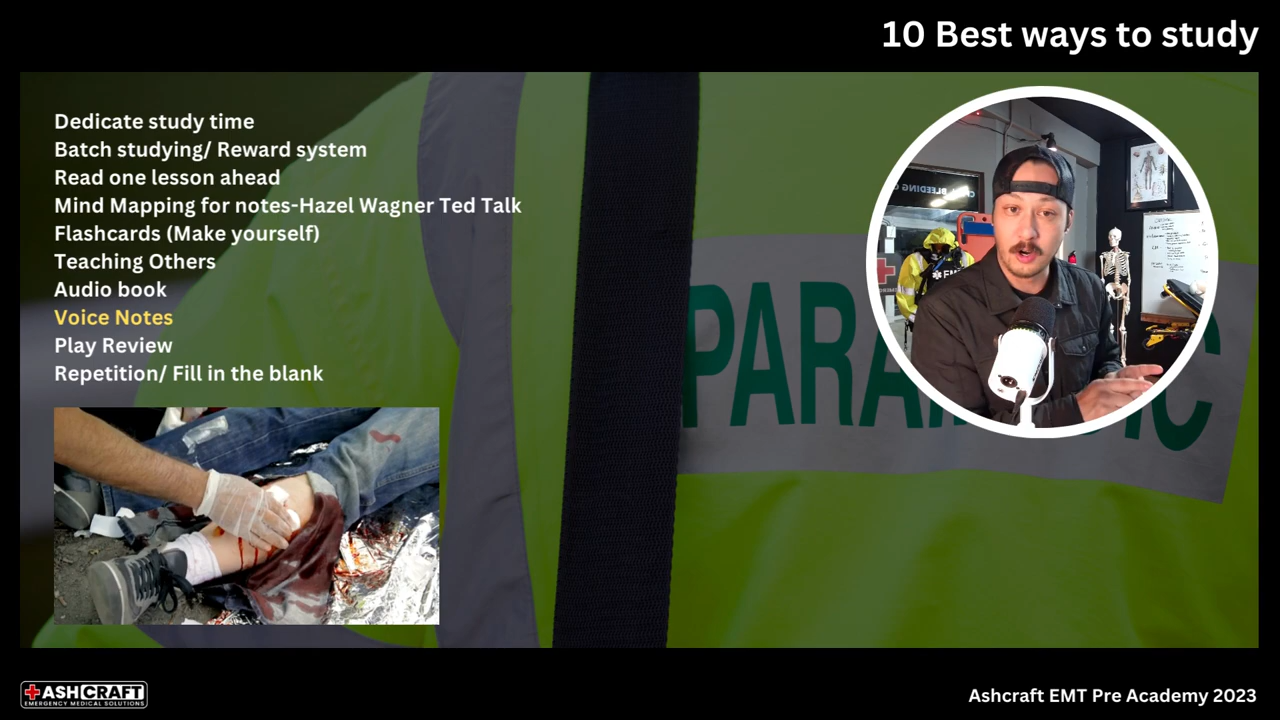 10 Best ways to study
Dedicate study time
Batch studying/ Reward system
Read one lesson ahead
Mind Mapping for notes-Hazel Wagner Ted Talk
Flashcards (Make yourself)
Teaching Others
Audio book
Voice Notes
Play Review
Repetition/ Fill in the blank
ASHCRAFT
EMERGENCY MEDICAL SOLUTIONS
Ashcraft EMT Pre Academy 2023